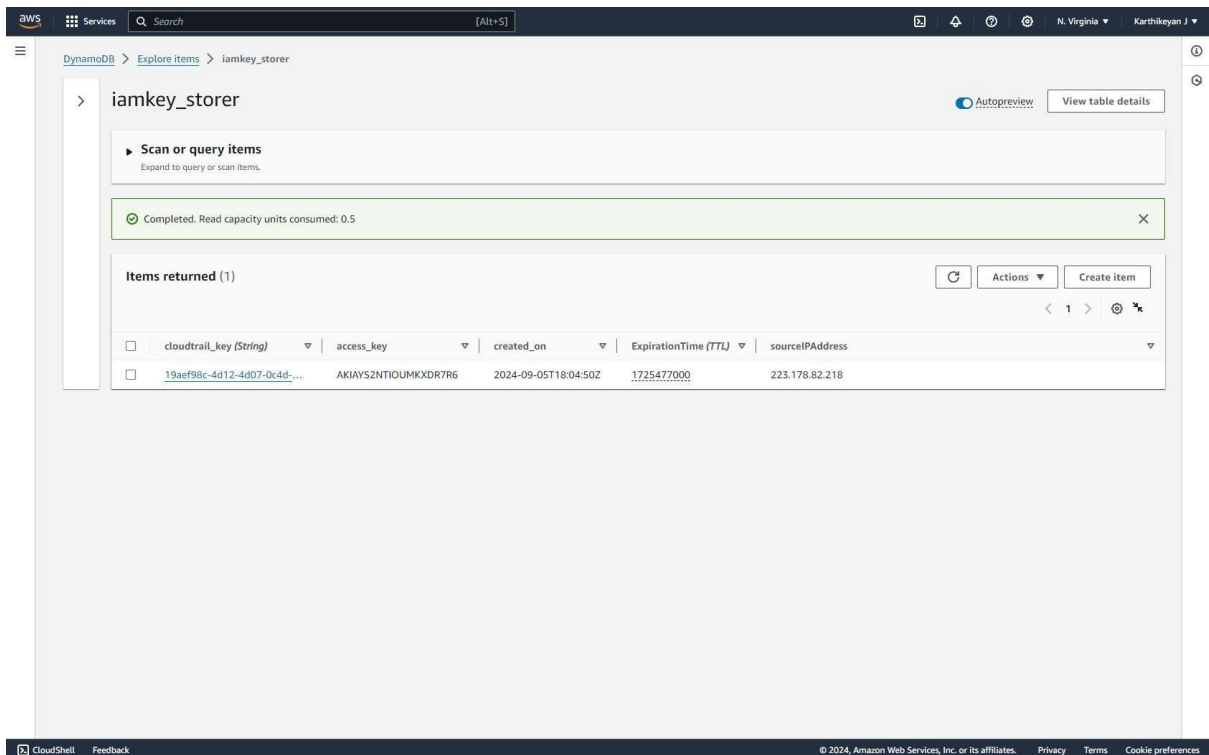 aws Services Search [Alt+S] N. Virginia Karthikeyan J
DynamoDB > Explore items > iamkey_storer
iamkey_storer
Autopreview View table details
Scan or query items
Expand to query or scan items.
Completed. Read capacity units consumed: 0.5
Items returned (1) Actions Create item
1
cloudtrail_key (String) access_key created_on ExpirationTime (TTL) sourceIPAddress
19aef98c-4d12-4d07-0c4d-... AKIAYS2NTIOUMKXDR7R6 2024-09-05T18:04:50Z 1725477000 223.178.82.218
CloudShell Feedback © 2024, Amazon Web Services, Inc. or its affiliates. Privacy Terms Cookie preferences